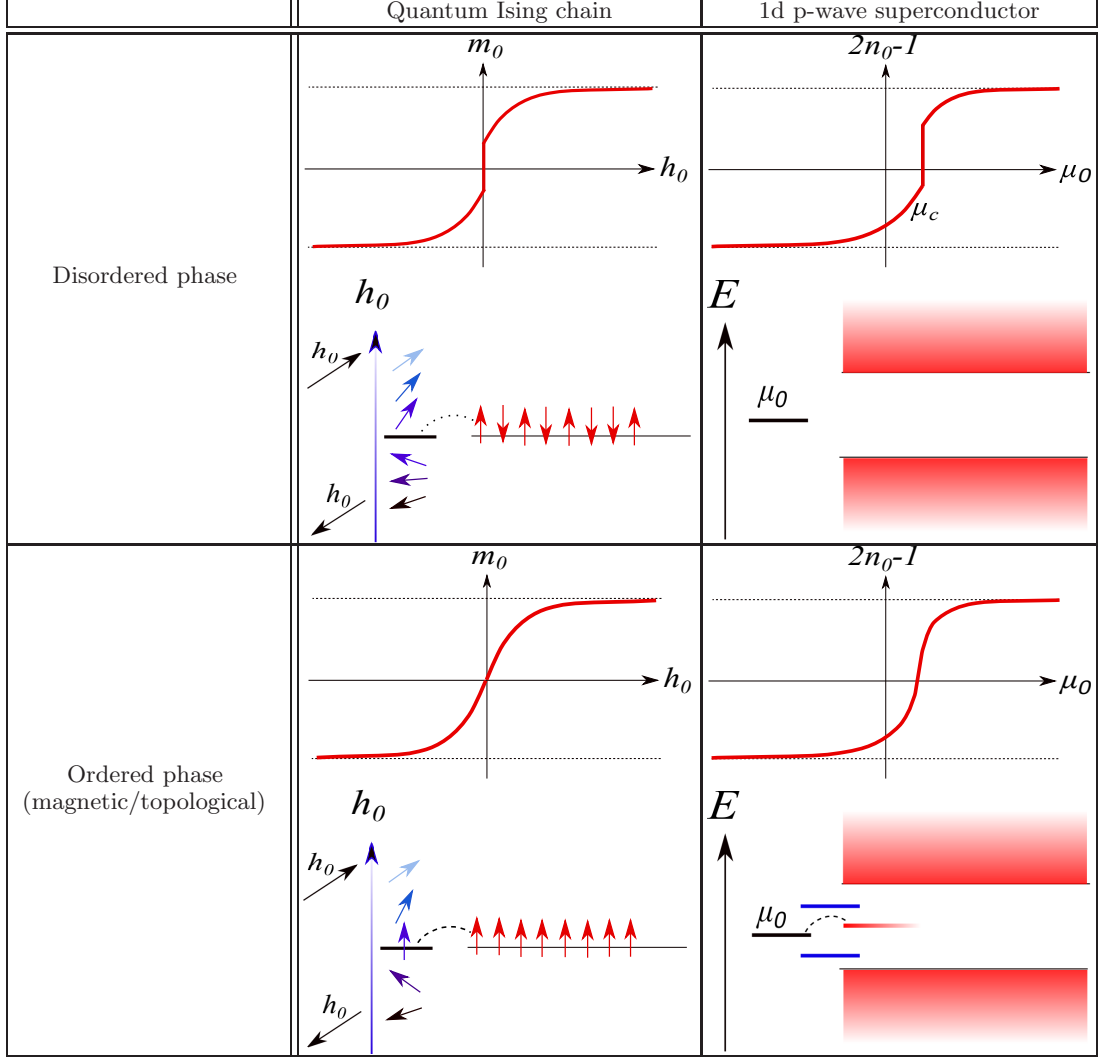 Quantum Ising chain
1d p-wave superconductor
Disordered phase
m₀
h₀
h₀
h₀
h₀
2n₀-1
μ₀
μ꜀
E
μ₀
Ordered phase
(magnetic/topological)
m₀
h₀
h₀
h₀
h₀
2n₀-1
μ₀
E
μ₀